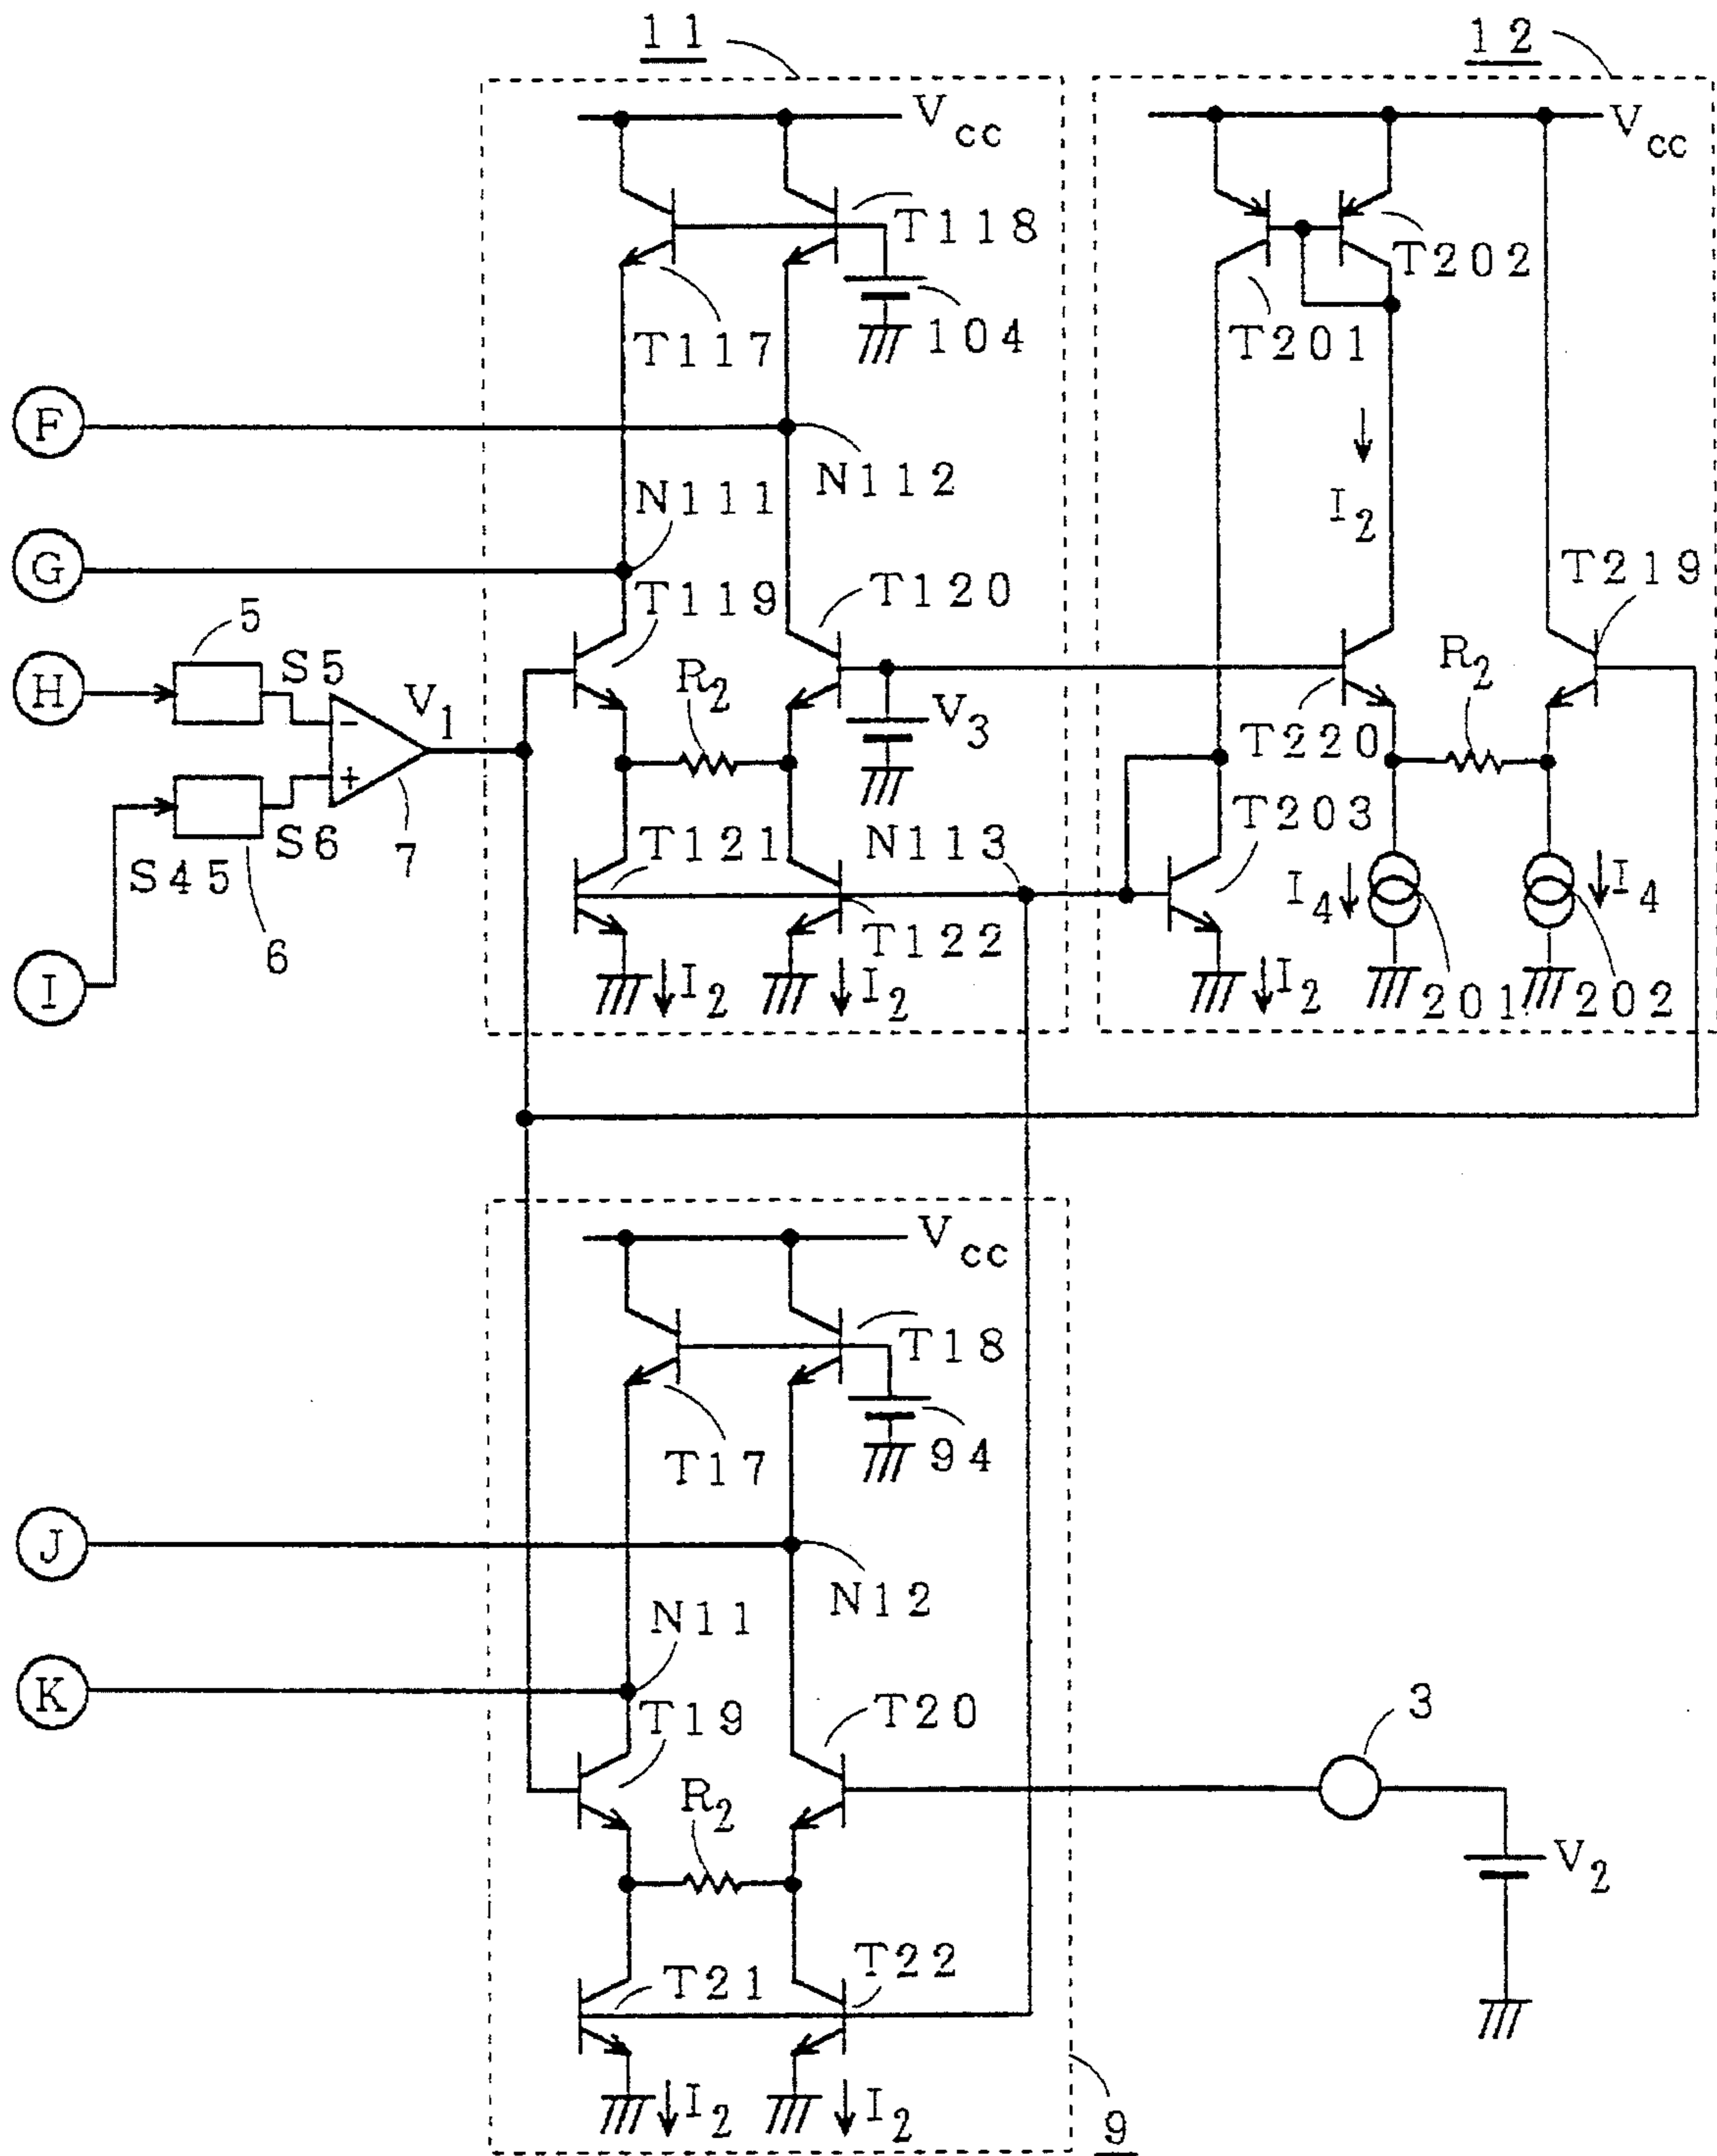 11
12
Vcc
Vcc
T118
T202
T117
104
T201
F
N112
N111
I2
G
T119
T120
T219
5
H
S5
V1
R2
V3
R2
T220
−
+
S45
S6
7
T121
N113
T203
6
T122
I4
I4
I
I2
I2
I2
201
202
Vcc
T18
T17
94
J
N12
N11
K
T19
T20
3
R2
V2
T21
T22
I2
I2
9